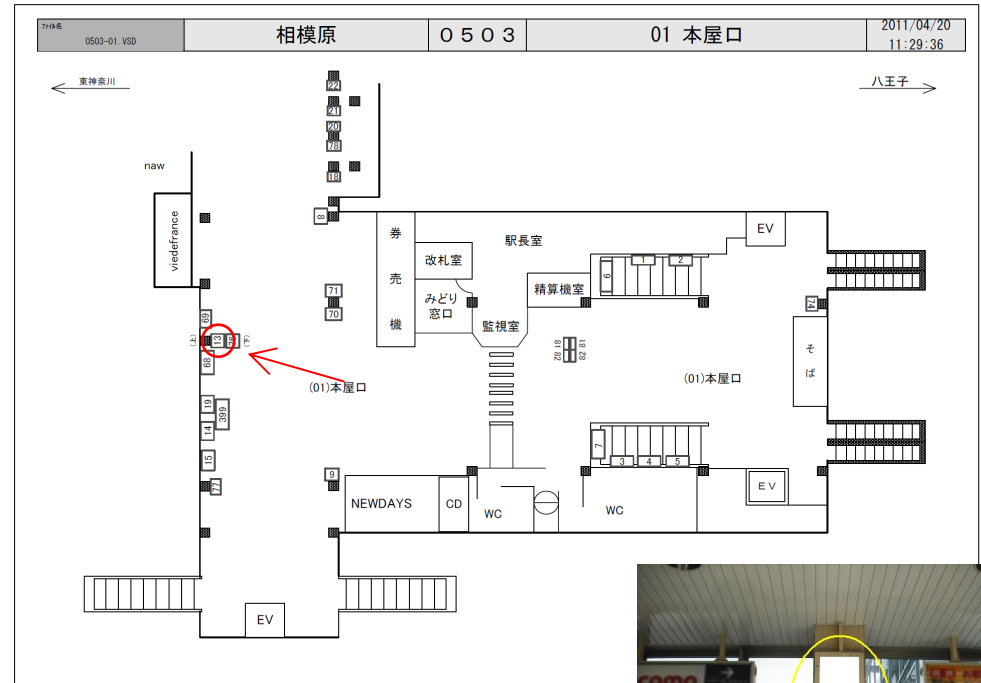 ファイル名
0503-01.VSD
相模原
０５０３
01 本屋口
2011/04/20
11:29:36
東神奈川
八王子
22
21
20
78
18
naw
viedefrance
8
券売機
改札室
みどり
窓口
駅長室
精算機室
監視室
EV
6
1
2
74
71
70
69
(上)
13
76
(下)
68
(01)本屋口
81 81
82 82
(01)本屋口
そば
19
399
14
15
77
9
7
3
4
5
NEWDAYS
CD
WC
WC
EV
EV
como